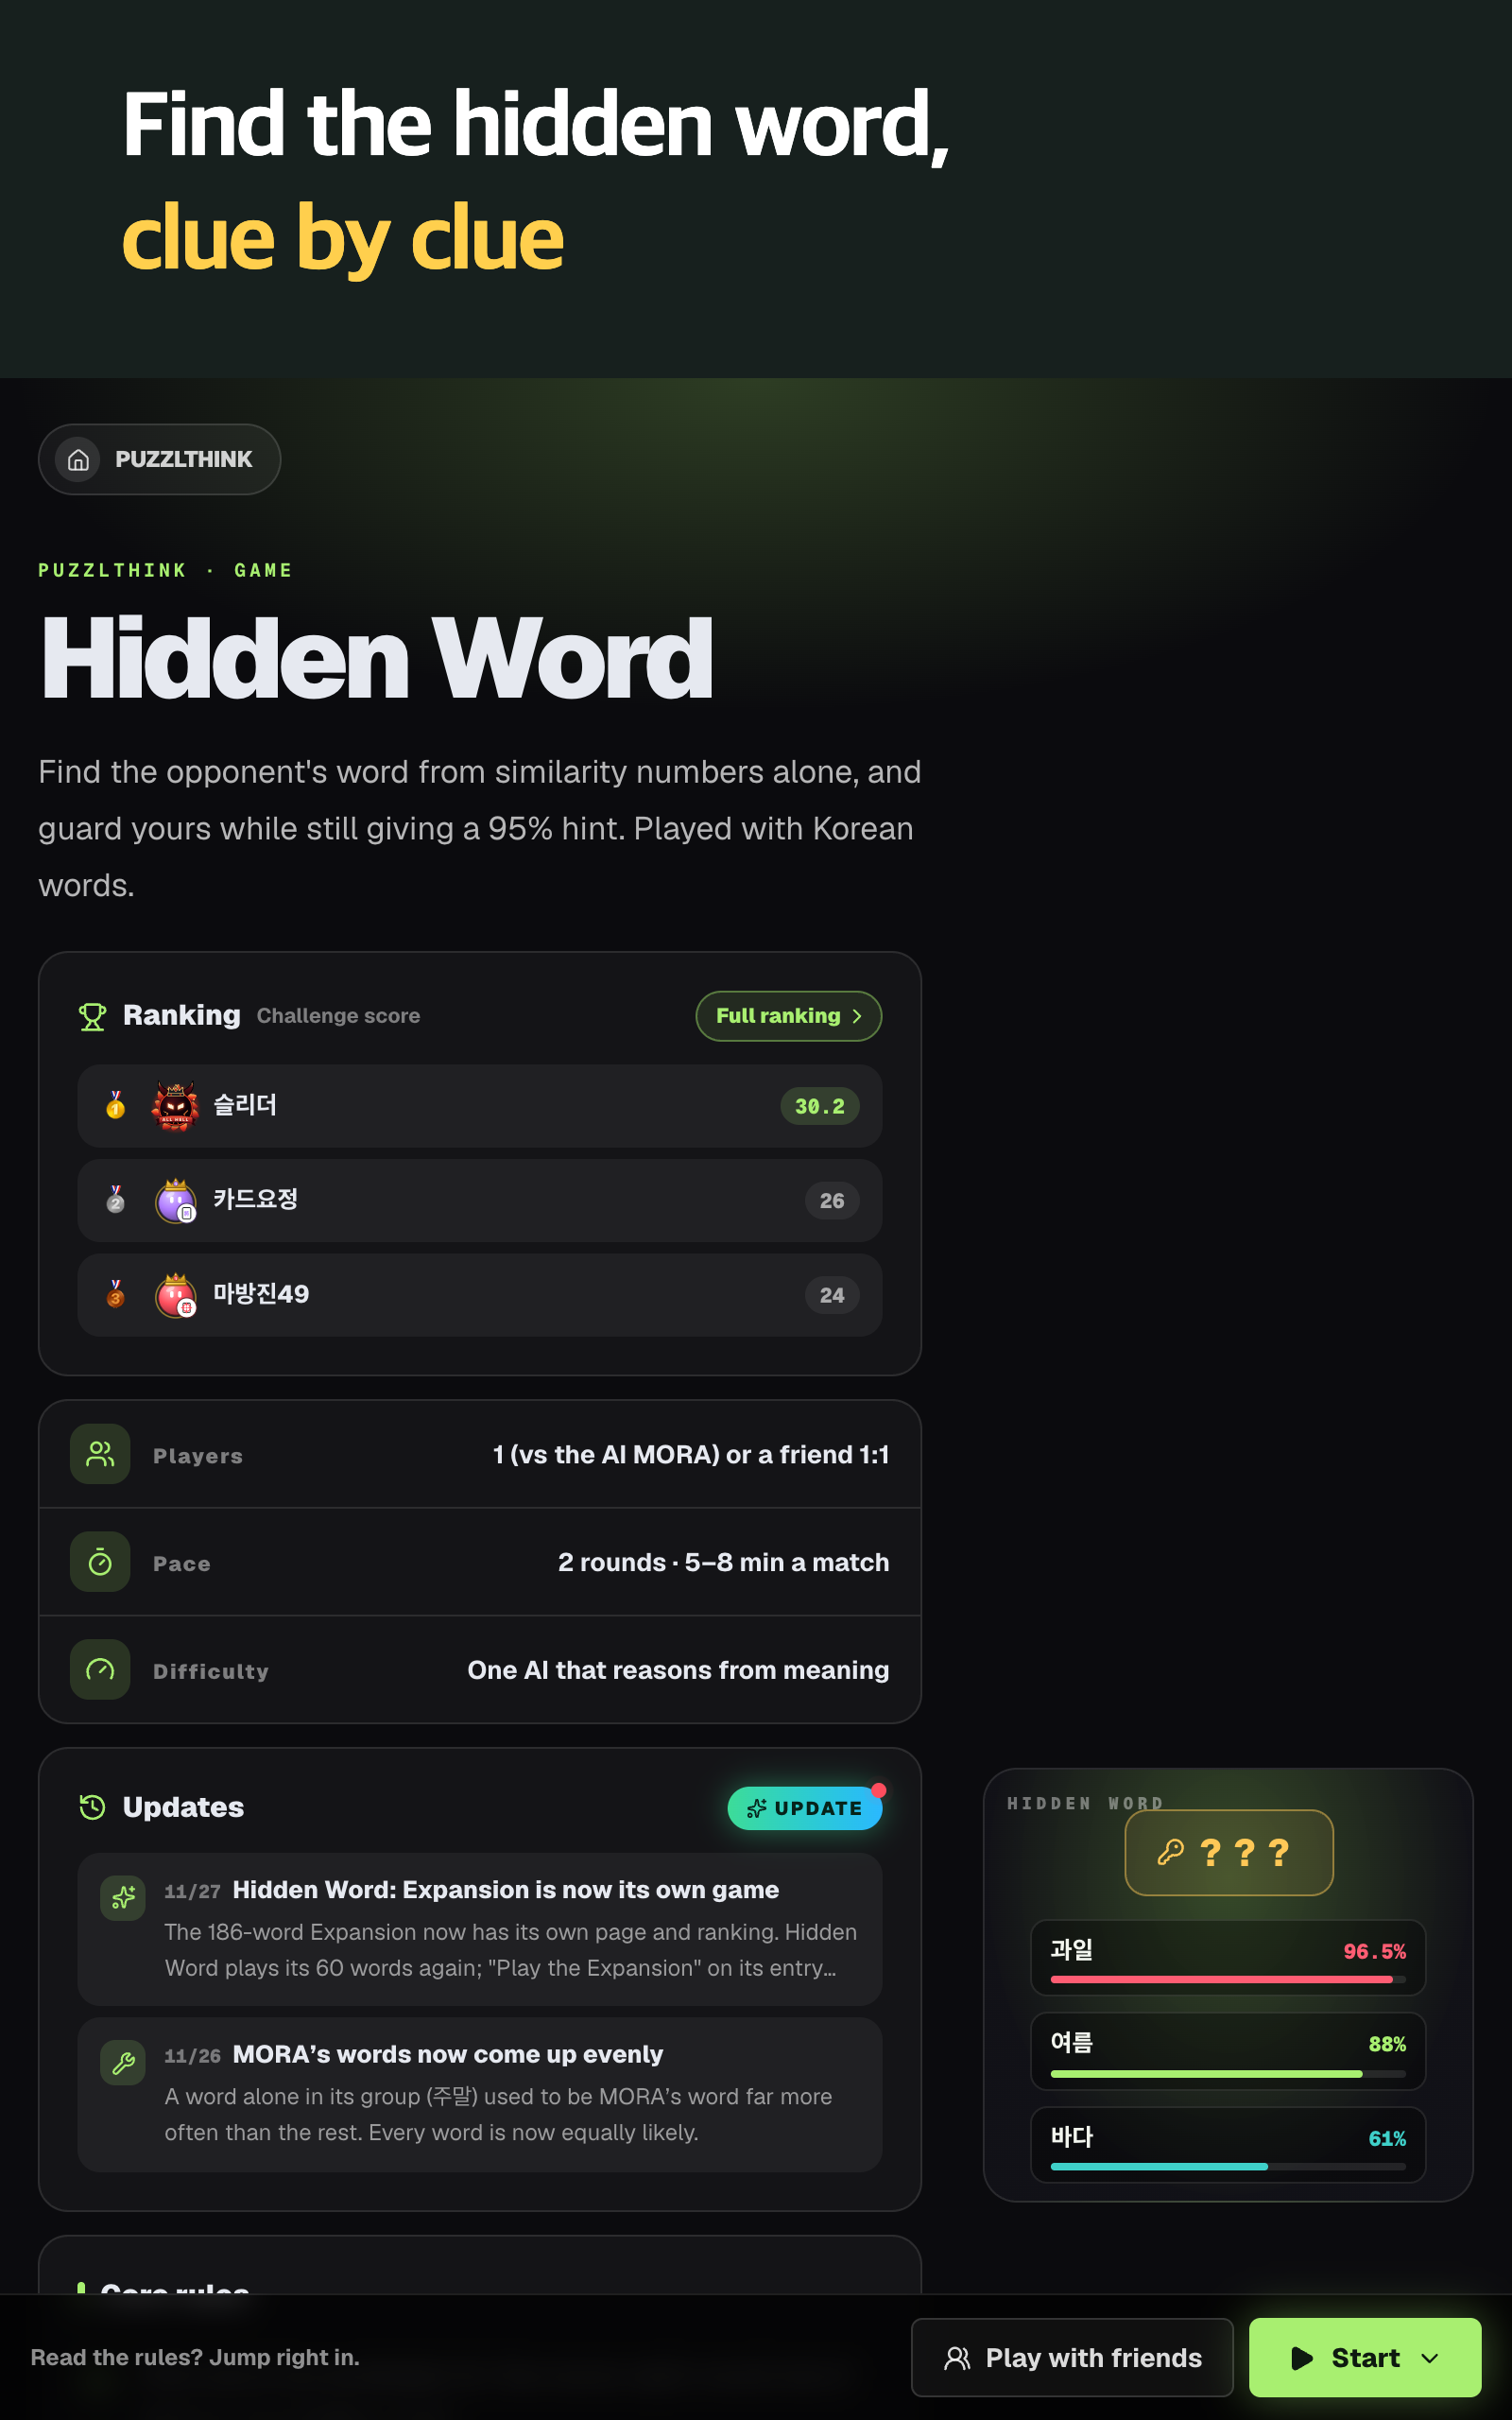 Find the hidden word,
clue by clue
PUZZLTHINK
PUZZLTHINK · GAME
Hidden Word
Find the opponent's word from similarity numbers alone, and
guard yours while still giving a 95% hint. Played with Korean
words.
Ranking Challenge score Full ranking
1 슬리더 30.2
2 카드요정 26
3 마방진49 24
Players 1 (vs the AI MORA) or a friend 1:1
Pace 2 rounds · 5–8 min a match
Difficulty One AI that reasons from meaning
Updates UPDATE
11/27 Hidden Word: Expansion is now its own game
The 186-word Expansion now has its own page and ranking. Hidden
Word plays its 60 words again; "Play the Expansion" on its entry…
11/26 MORA’s words now come up evenly
A word alone in its group (주말) used to be MORA’s word far more
often than the rest. Every word is now equally likely.
HIDDEN WORD
? ? ?
과일 96.5%
여름 88%
바다 61%
Core rules
Read the rules? Jump right in.
Play with friends
Start